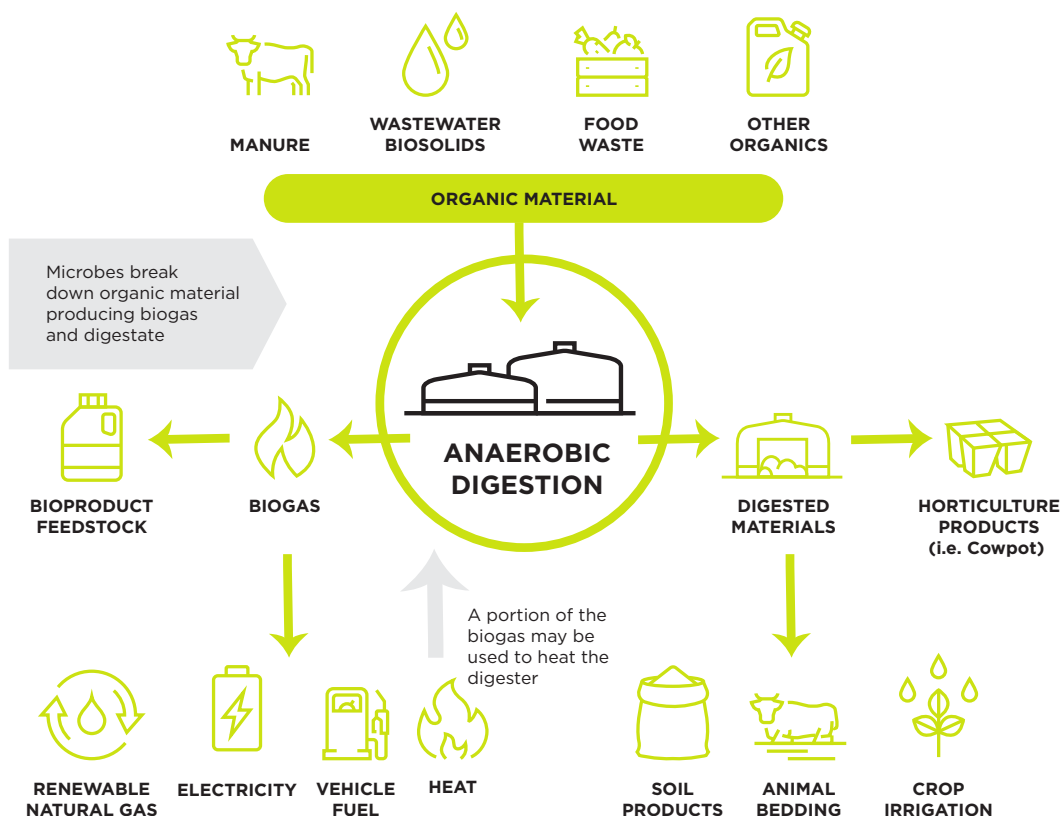 MANURE
WASTEWATER
BIOSOLIDS
FOOD
WASTE
OTHER
ORGANICS
ORGANIC MATERIAL
Microbes break
down organic material
producing biogas
and digestate
ANAEROBIC
DIGESTION
BIOPRODUCT
FEEDSTOCK
BIOGAS
DIGESTED
MATERIALS
HORTICULTURE
PRODUCTS
(i.e. Cowpot)
A portion of the
biogas may be
used to heat the
digester
RENEWABLE
NATURAL GAS
ELECTRICITY
VEHICLE
FUEL
HEAT
SOIL
PRODUCTS
ANIMAL
BEDDING
CROP
IRRIGATION